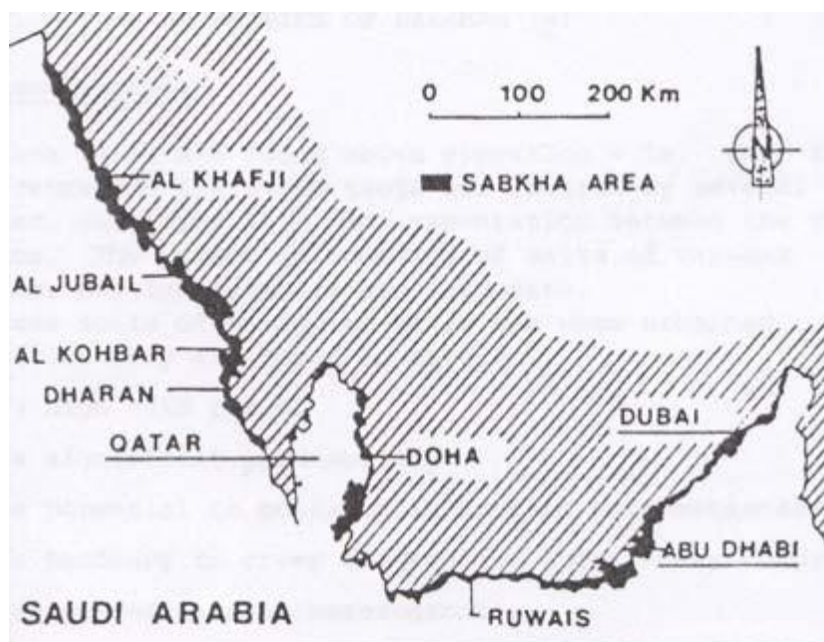 0 100 200 Km
N
AL KHAFJI
SABKHA AREA
AL JUBAIL
AL KOHBAR
DHARAN
DUBAI
QATAR
DOHA
ABU DHABI
SAUDI ARABIA
RUWAIS